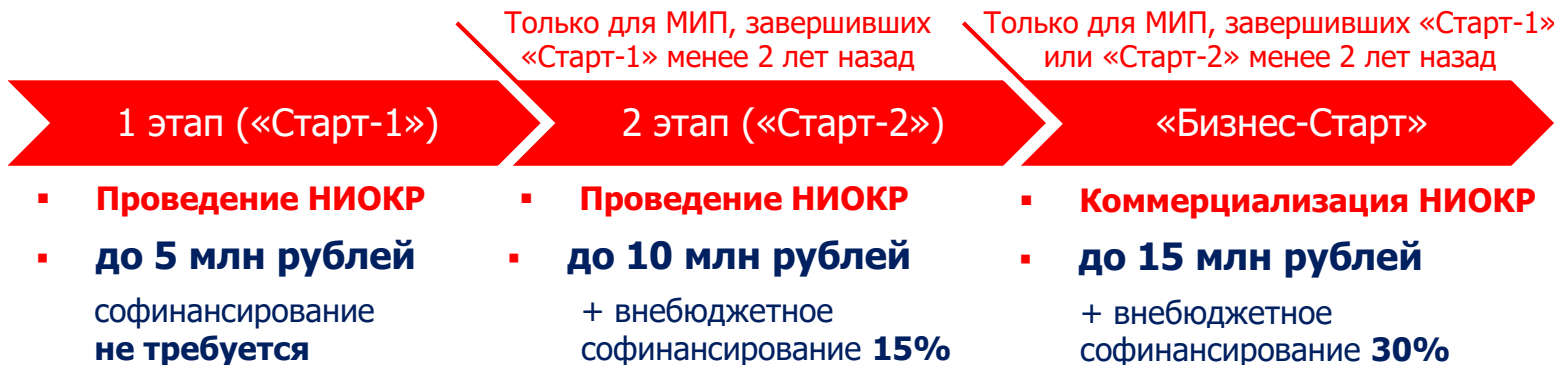 Только для МИП, завершивших
«Старт-1» менее 2 лет назад
Только для МИП, завершивших «Старт-1»
или «Старт-2» менее 2 лет назад
1 этап («Старт-1»)
2 этап («Старт-2»)
«Бизнес-Старт»
▪ Проведение НИОКР
▪ до 5 млн рублей
софинансирование
не требуется
▪ Проведение НИОКР
▪ до 10 млн рублей
+ внебюджетное
софинансирование 15%
▪ Коммерциализация НИОКР
▪ до 15 млн рублей
+ внебюджетное
софинансирование 30%